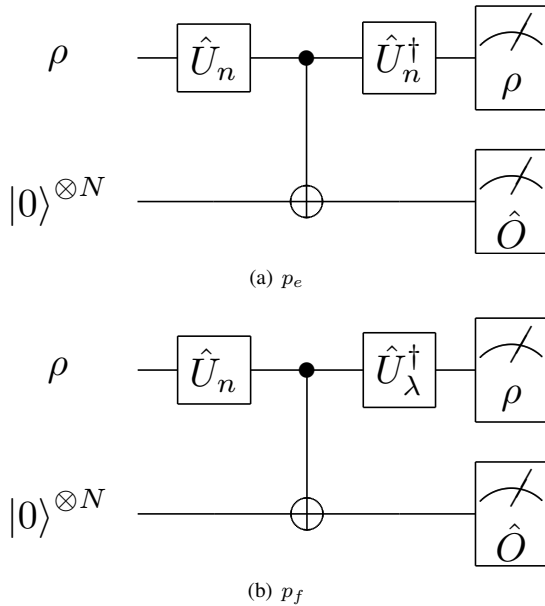 ρ Û_n Û_n^† ρ
|0⟩^{⊗N} Ô
(a) p_e
ρ Û_n Û_λ^† ρ
|0⟩^{⊗N} Ô
(b) p_f